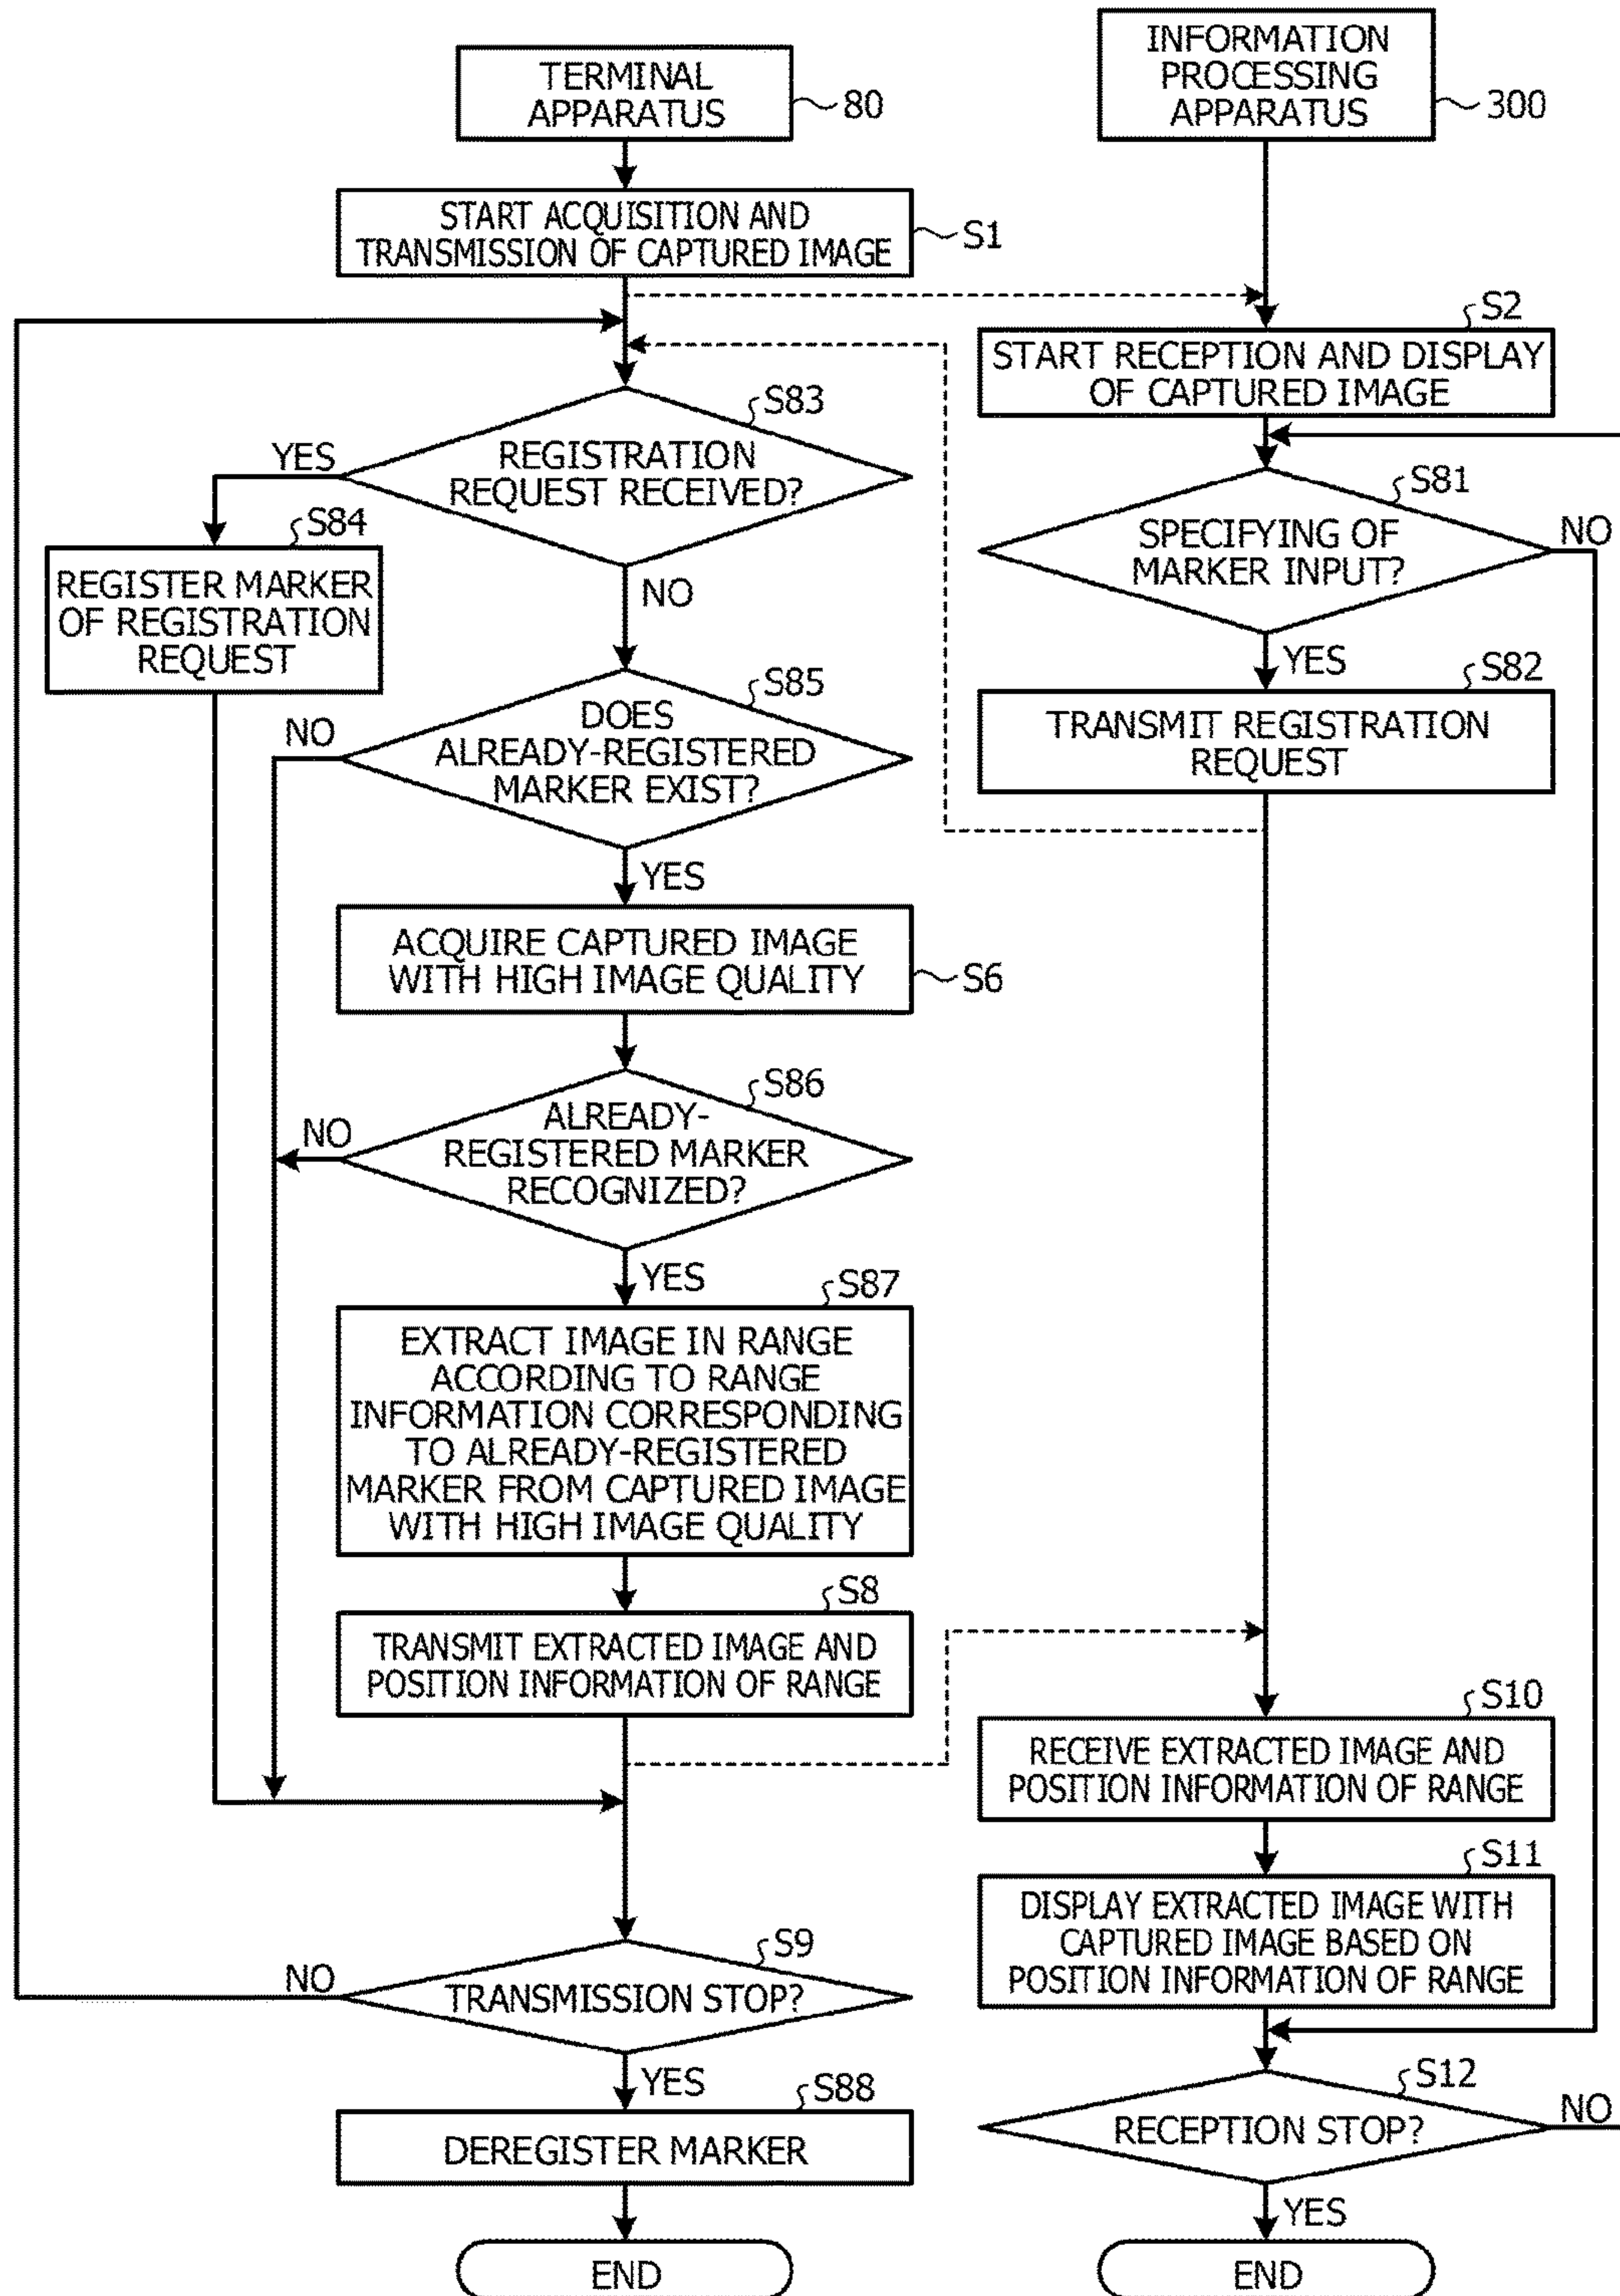 TERMINAL
APPARATUS
80
START ACQUISITION AND
TRANSMISSION OF CAPTURED IMAGE
S1
S83
REGISTRATION
REQUEST RECEIVED?
YES
NO
S84
REGISTER MARKER
OF REGISTRATION
REQUEST
S85
DOES
ALREADY-REGISTERED
MARKER EXIST?
NO
YES
ACQUIRE CAPTURED IMAGE
WITH HIGH IMAGE QUALITY
S6
S86
ALREADY-
REGISTERED MARKER
RECOGNIZED?
NO
YES
S87
EXTRACT IMAGE IN RANGE
ACCORDING TO RANGE
INFORMATION CORRESPONDING
TO ALREADY-REGISTERED
MARKER FROM CAPTURED IMAGE
WITH HIGH IMAGE QUALITY
S8
TRANSMIT EXTRACTED IMAGE AND
POSITION INFORMATION OF RANGE
S9
TRANSMISSION STOP?
NO
YES
S88
DEREGISTER MARKER
END
INFORMATION
PROCESSING
APPARATUS
300
S2
START RECEPTION AND DISPLAY
OF CAPTURED IMAGE
S81
SPECIFYING OF
MARKER INPUT?
NO
YES
S82
TRANSMIT REGISTRATION
REQUEST
S10
RECEIVE EXTRACTED IMAGE AND
POSITION INFORMATION OF RANGE
S11
DISPLAY EXTRACTED IMAGE WITH
CAPTURED IMAGE BASED ON
POSITION INFORMATION OF RANGE
S12
RECEPTION STOP?
NO
YES
END